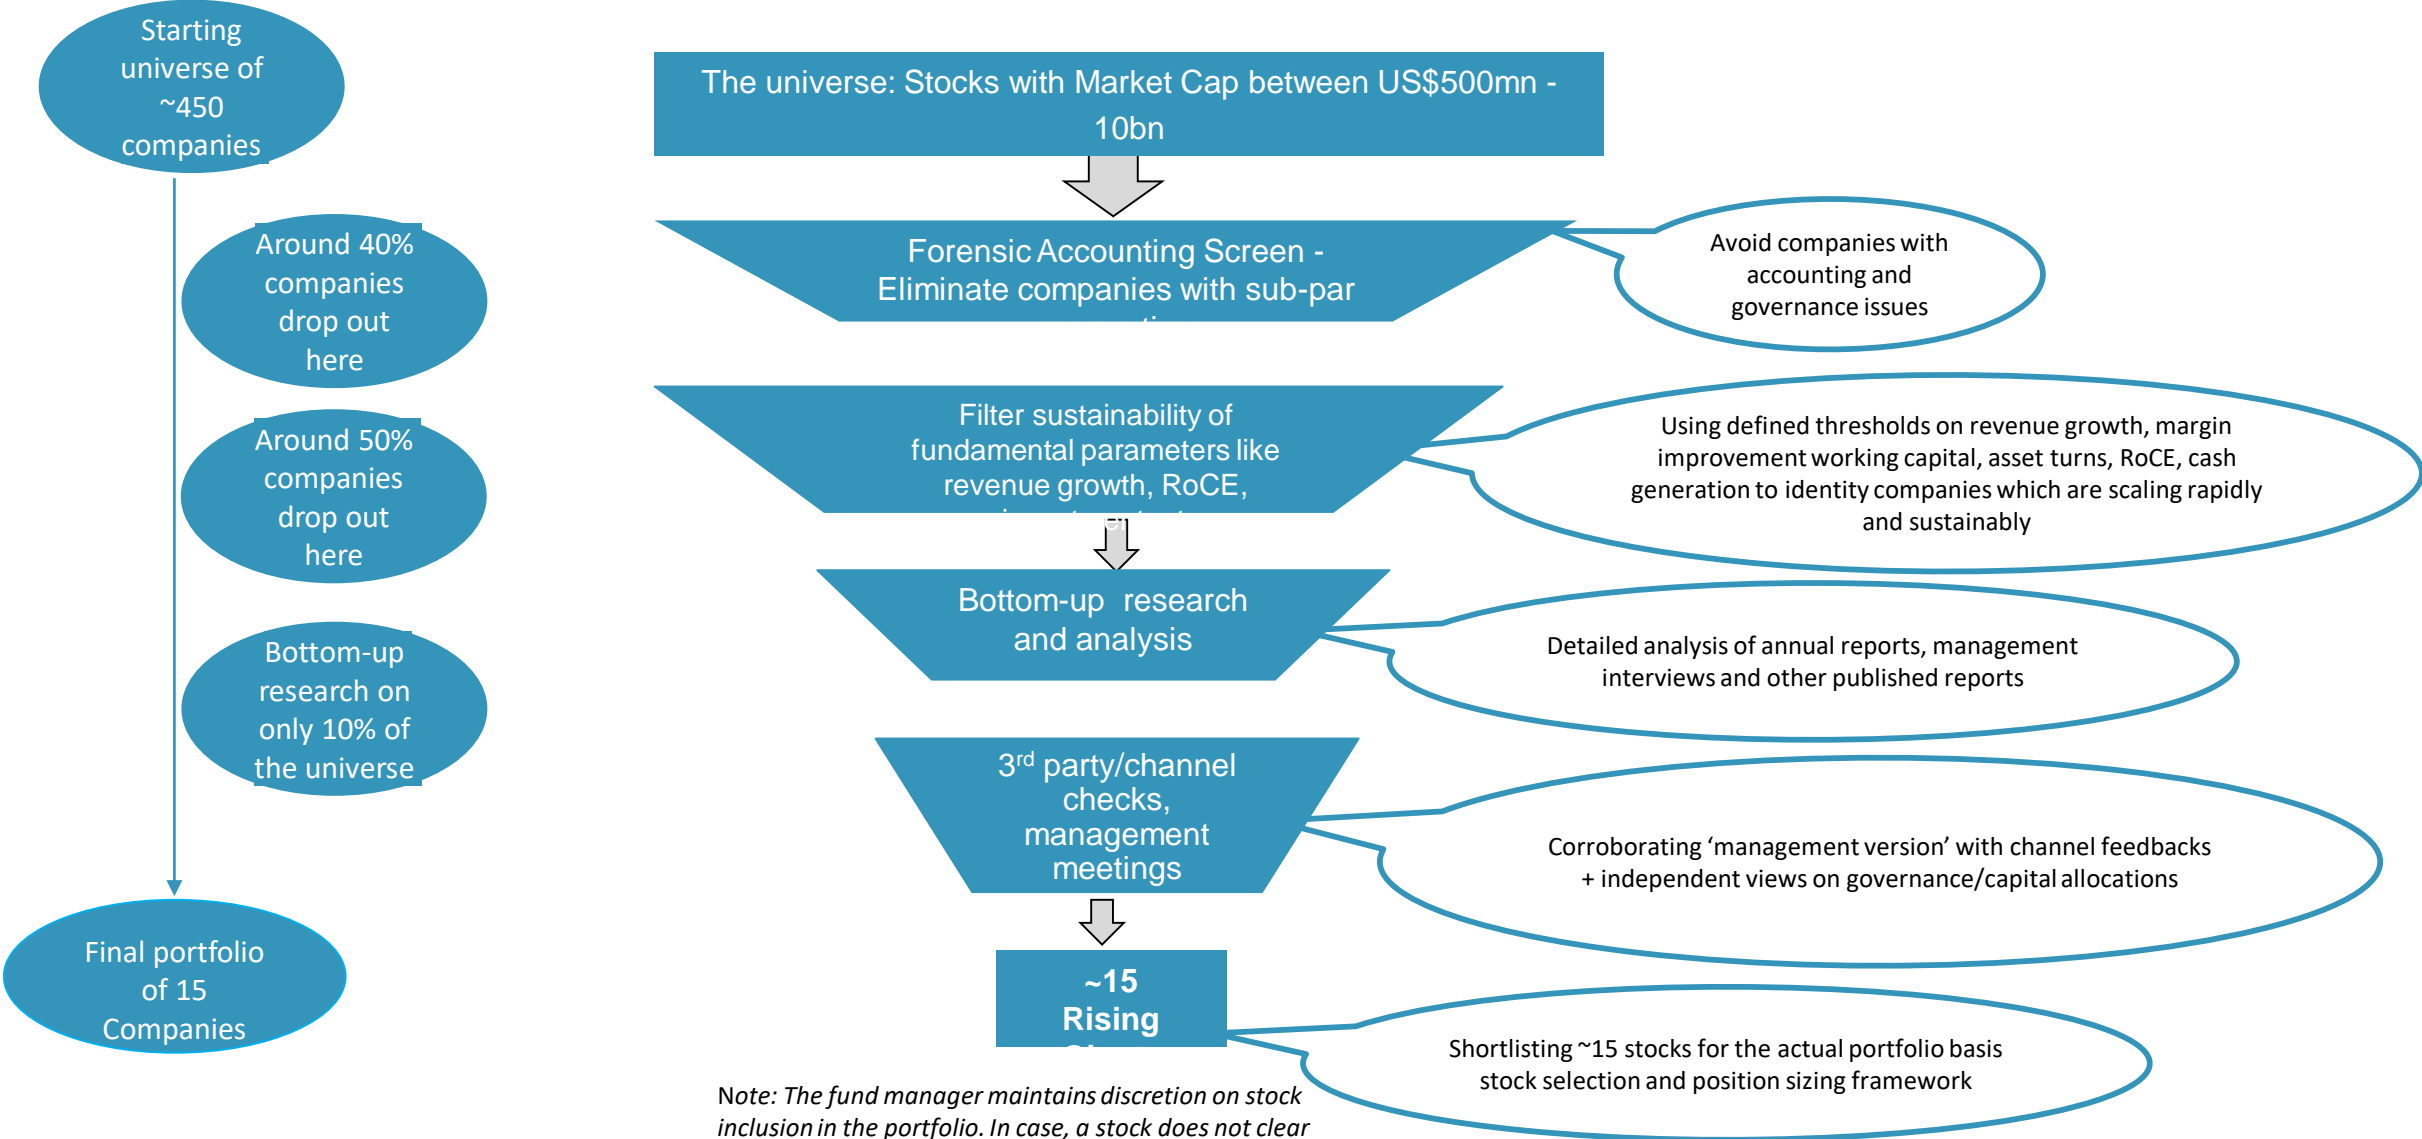 Starting
universe of
~450
companies
Around 40%
companies
drop out
here
Around 50%
companies
drop out
here
Bottom-up
research on
only 10% of
the universe
Final portfolio
of 15
Companies
The universe: Stocks with Market Cap between US$500mn -
10bn
Forensic Accounting Screen -
Eliminate companies with sub-par
Avoid companies with
accounting and
governance issues
Filter sustainability of
fundamental parameters like
revenue growth, RoCE,
Using defined thresholds on revenue growth, margin
improvement working capital, asset turns, RoCE, cash
generation to identity companies which are scaling rapidly
and sustainably
Bottom-up research
and analysis
Detailed analysis of annual reports, management
interviews and other published reports
3rd party/channel
checks,
management
meetings
Corroborating ‘management version’ with channel feedbacks
+ independent views on governance/capital allocations
~15
Rising
Shortlisting ~15 stocks for the actual portfolio basis
stock selection and position sizing framework
Note: The fund manager maintains discretion on stock
inclusion in the portfolio. In case, a stock does not clear